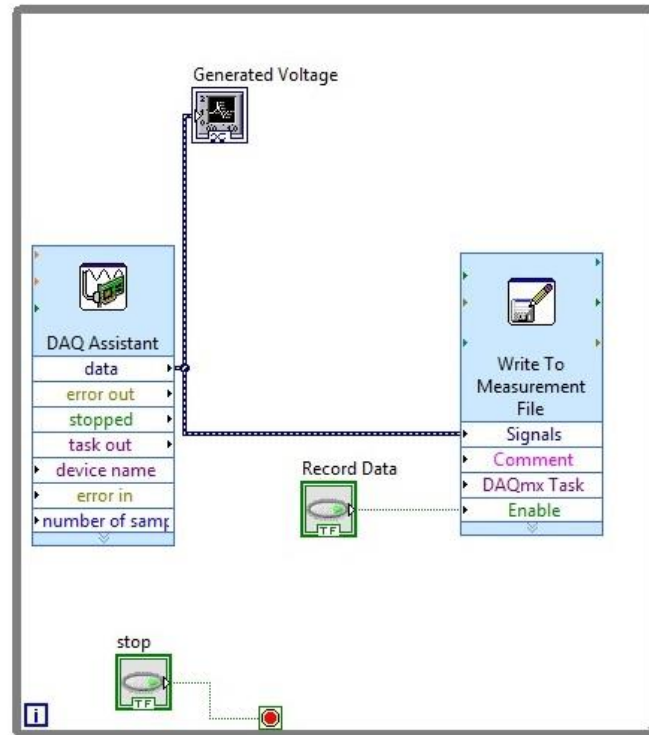 Generated Voltage
DAQ Assistant
data
error out
stopped
task out
device name
error in
number of samp
Write To
Measurement
File
Signals
Comment
DAQmx Task
Enable
Record Data
TF
stop
TF
i